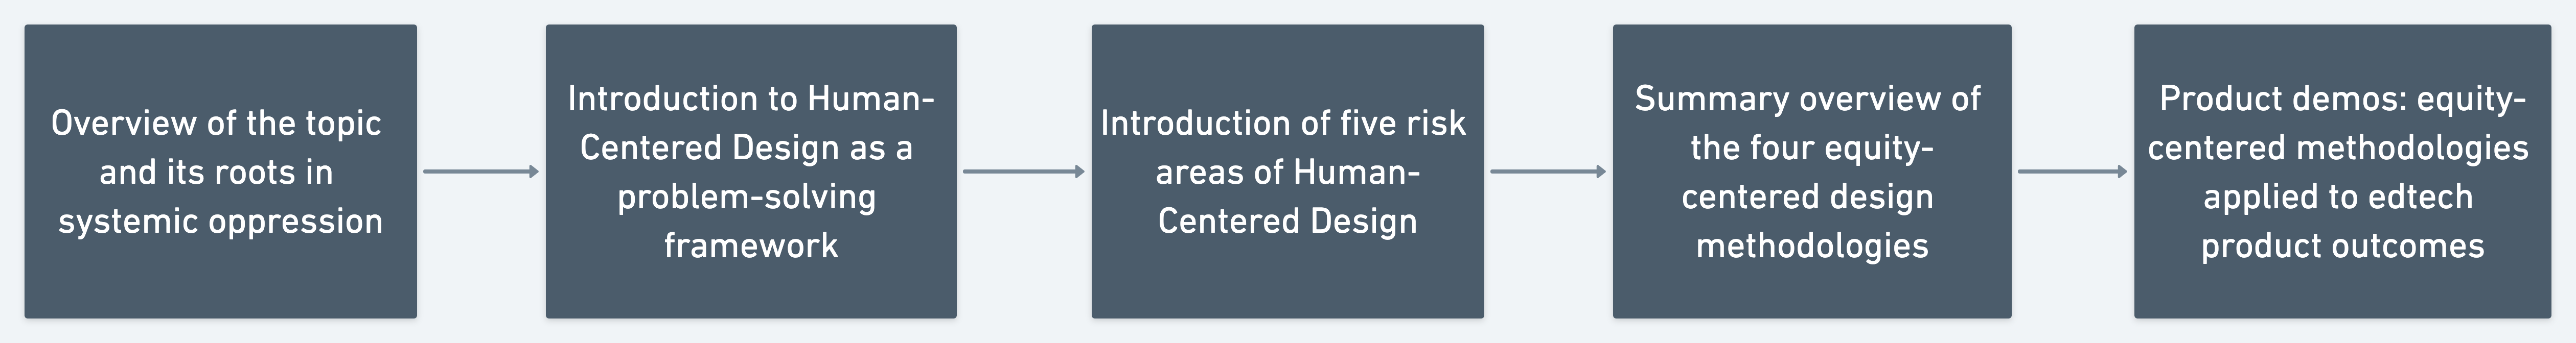 Overview of the topic
and its roots in
systemic oppression
Introduction to Human-
Centered Design as a
problem-solving
framework
Introduction of five risk
areas of Human-
Centered Design
Summary overview of
the four equity-
centered design
methodologies
Product demos: equity-
centered methodologies
applied to edtech
product outcomes